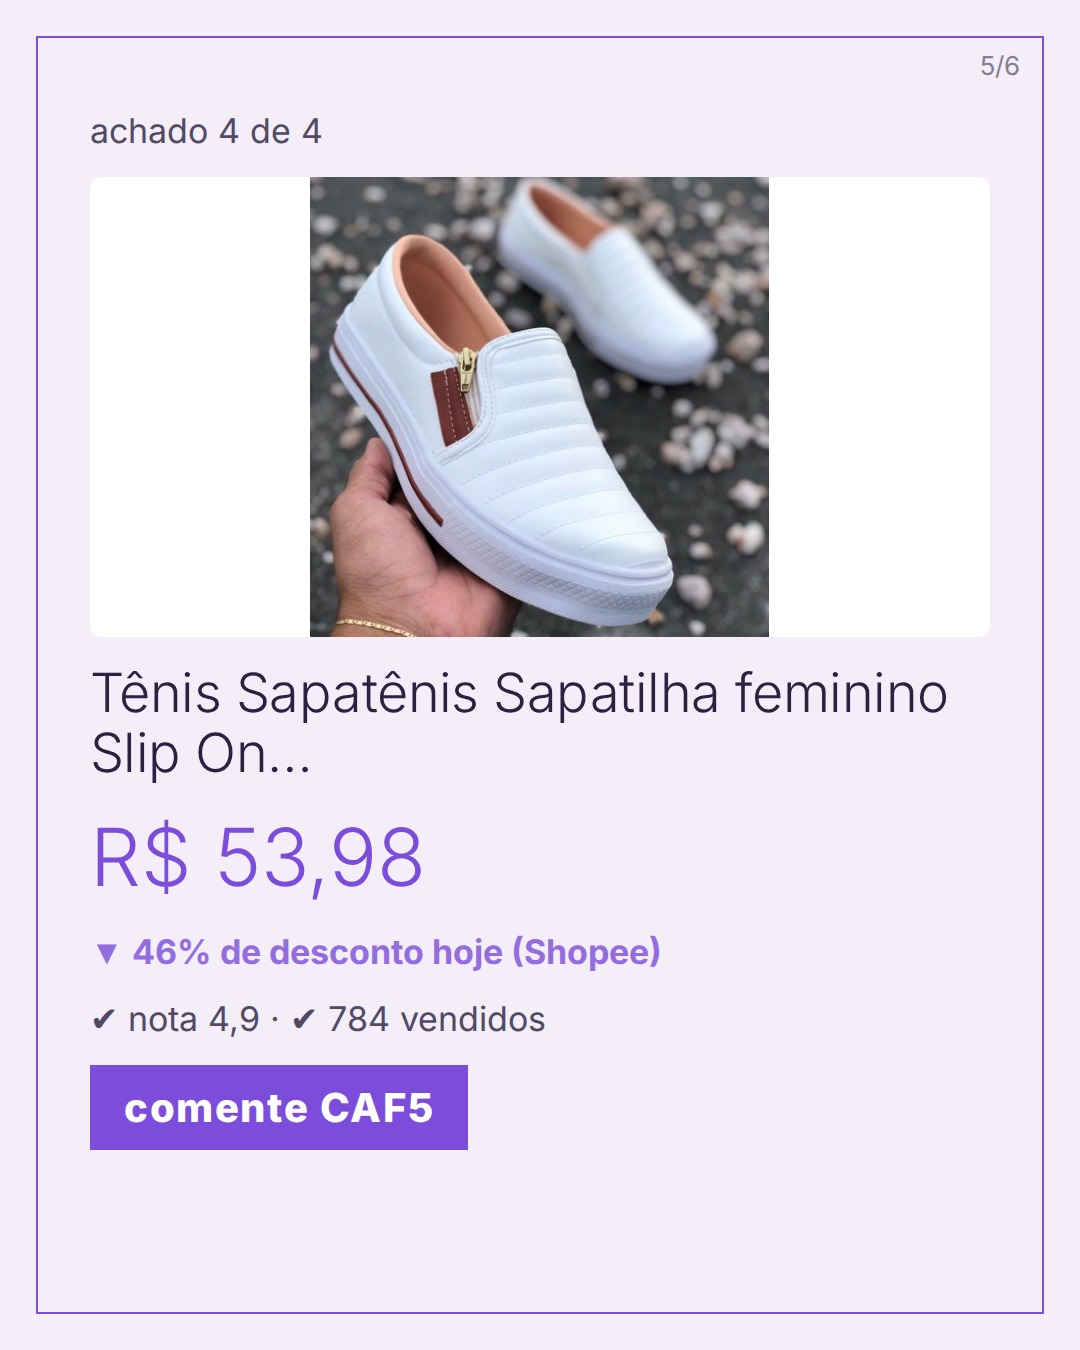 5/6
achado 4 de 4
Tênis Sapatênis Sapatilha feminino
Slip On...
R$ 53,98
▼ 46% de desconto hoje (Shopee)
✔ nota 4,9 · ✔ 784 vendidos
comente CAF5